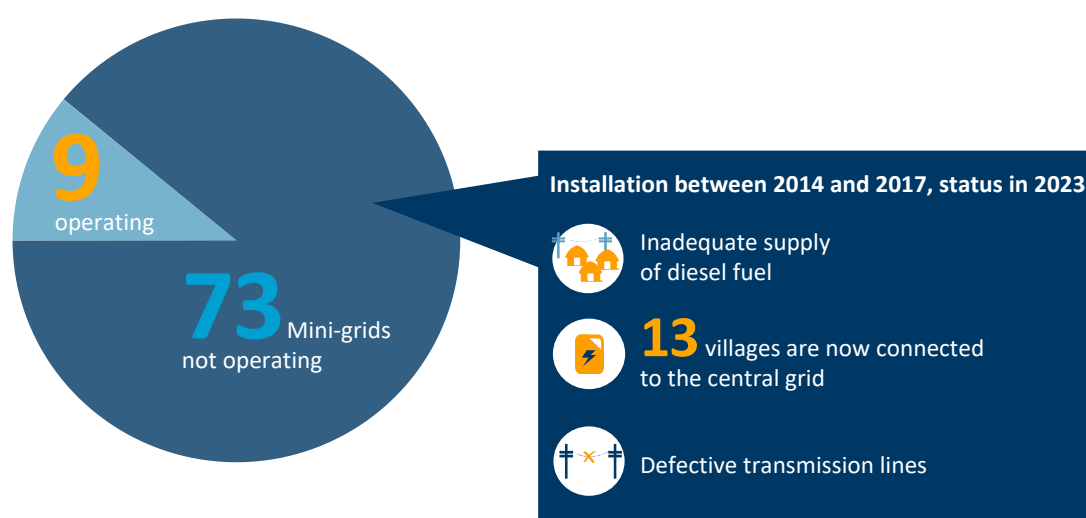 9
operating
73 Mini-grids
not operating
Installation between 2014 and 2017, status in 2023
Inadequate supply
of diesel fuel
13 villages are now connected
to the central grid
Defective transmission lines